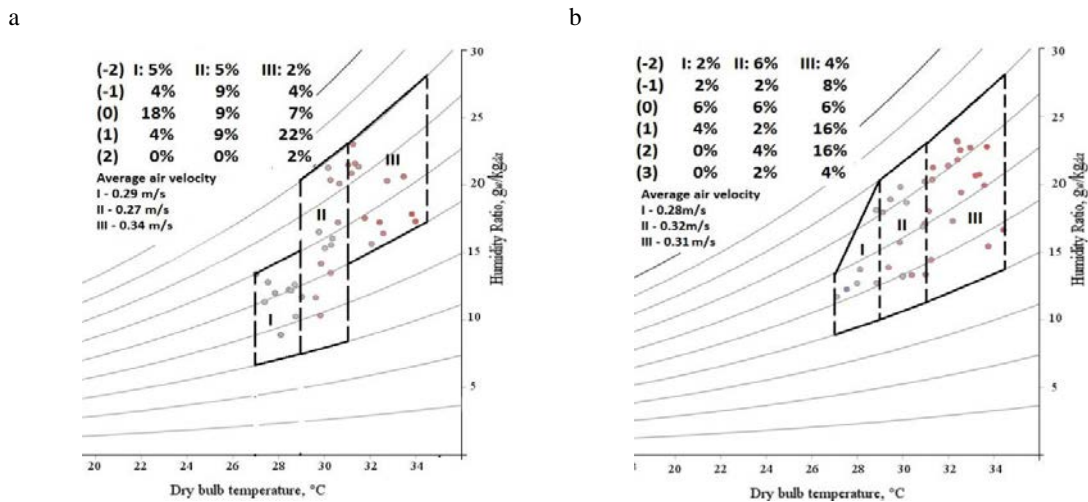 a
b
(-2) I: 5% II: 5% III: 2%
(-1) 4% 9% 4%
(0) 18% 9% 7%
(1) 4% 9% 22%
(2) 0% 0% 2%
Average air velocity
I - 0.29 m/s
II - 0.27 m/s
III - 0.34 m/s
III
II
I
30
25
20
15
10
5
Humidity Ratio, gw/kgda
20 22 24 26 28 30 32 34 °C
Dry bulb temperature, °C
(-2) I: 2% II: 6% III: 4%
(-1) 2% 2% 8%
(0) 6% 6% 6%
(1) 4% 2% 16%
(2) 0% 4% 16%
(3) 0% 2% 4%
Average air velocity
I - 0.28m/s
II - 0.32m/s
III - 0.31m/s
I
II
III
30
25
20
15
10
5
Humidity Ratio, gw/kgda
20 22 24 26 28 30 32 34 °C
Dry bulb temperature, °C